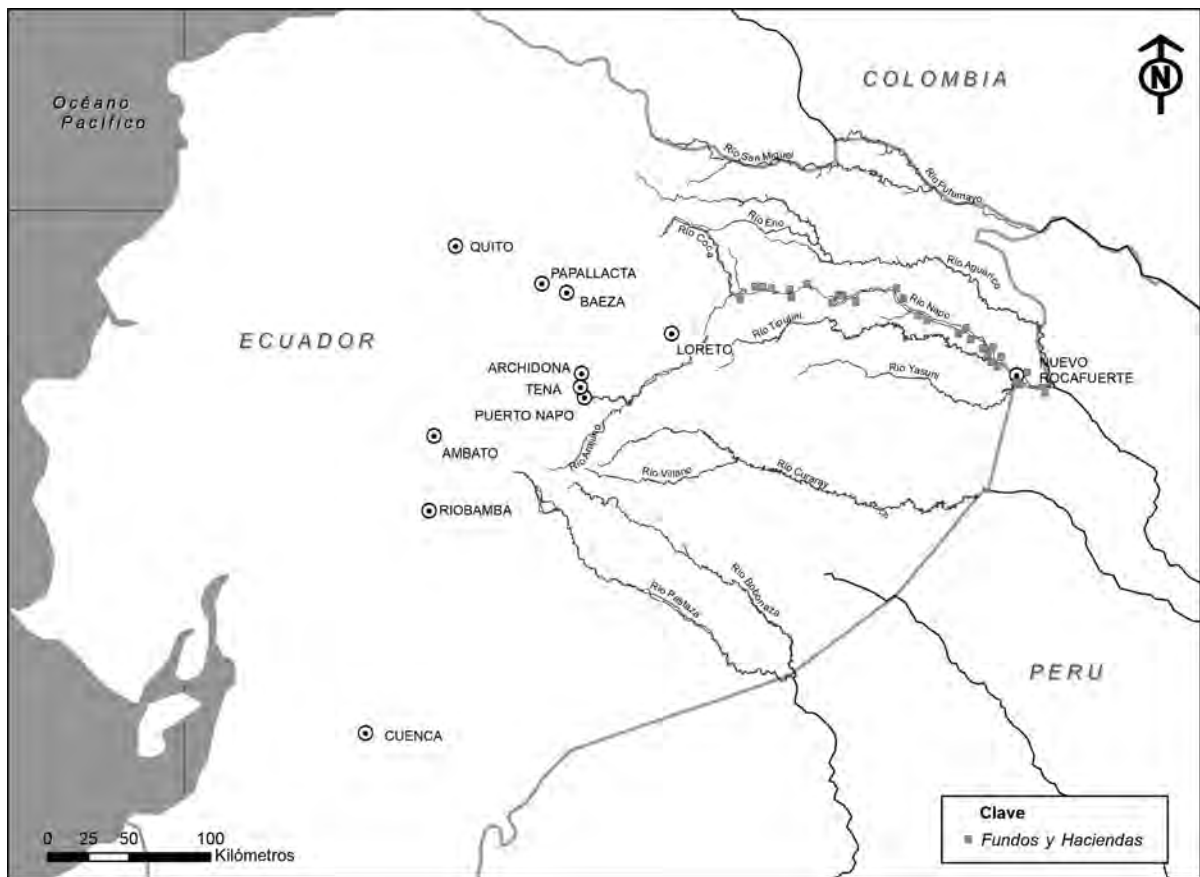 COLOMBIA
N
Océano
Pacífico
Río San Miguel
Río Putumayo
Río Eno
Río Coca
QUITO
Río Aguarico
PAPALLACTA
BAEZA
Río Napo
Río Tiputini
ECUADOR
LORETO
NUEVO
ROCAFUERTE
ARCHIDONA
Río Yasuni
TENA
PUERTO NAPO
Río Arajuno
AMBATO
Río Villano
Río Curaray
RIOBAMBA
Río Bobonaza
Río Pastaza
PERU
CUENCA
Clave
Fundos y Haciendas
0 25 50 100
Kilómetros